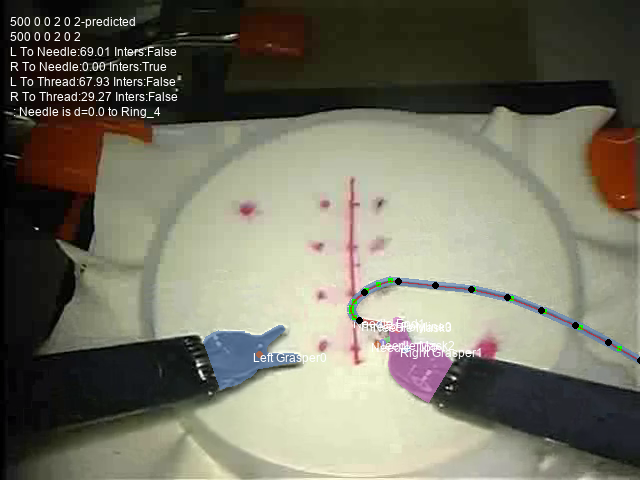 500 0 0 2 0 2-predicted
500 0 0 2 0 2
L To Needle:69.01 Inters:False
R To Needle:0.00 Inters:True
L To Thread:67.93 Inters:False
R To Thread:29.27 Inters:False
: Needle is d=0.0 to Ring_4
Left Grasper0
Right Grasper1